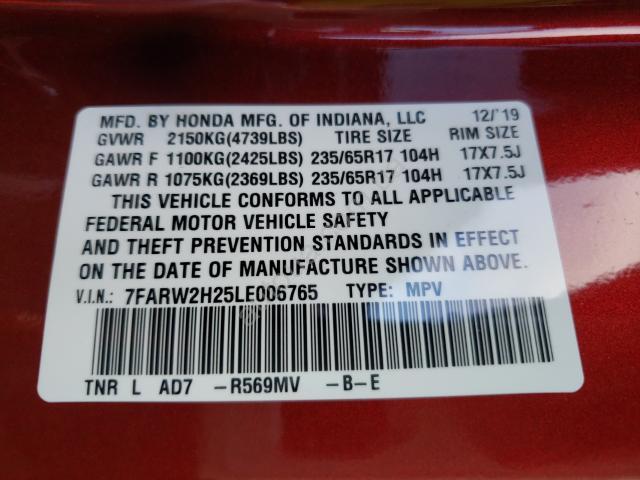 MFD. BY HONDA MFG. OF INDIANA, LLC 12/'19
GVWR 2150KG(4739LBS) TIRE SIZE RIM SIZE
GAWR F 1100KG(2425LBS) 235/65R17 104H 17X7.5J
GAWR R 1075KG(2369LBS) 235/65R17 104H 17X7.5J
THIS VEHICLE CONFORMS TO ALL APPLICABLE
FEDERAL MOTOR VEHICLE SAFETY
AND THEFT PREVENTION STANDARDS IN EFFECT
ON THE DATE OF MANUFACTURE SHOWN ABOVE.
V.I.N.: 7FARW2H25LE006765 TYPE: MPV
TNR L AD7 -R569MV -B-E